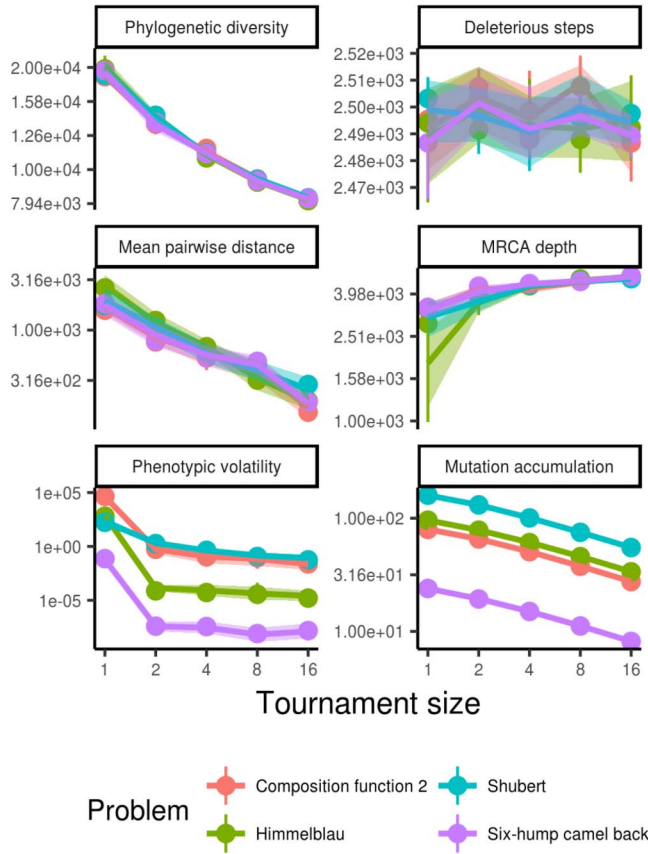 Phylogenetic diversity
Deleterious steps
2.00e+04
1.58e+04
1.26e+04
1.00e+04
7.94e+03
2.52e+03
2.51e+03
2.50e+03
2.49e+03
2.48e+03
2.47e+03
Mean pairwise distance
MRCA depth
3.16e+03
1.00e+03
3.16e+02
3.98e+03
2.51e+03
1.58e+03
1.00e+03
Phenotypic volatility
Mutation accumulation
1e+05
1e+00
1e-05
1.00e+02
3.16e+01
1.00e+01
1 2 4 8 16
1 2 4 8 16
Tournament size
Problem
Composition function 2
Shubert
Himmelblau
Six-hump camel back